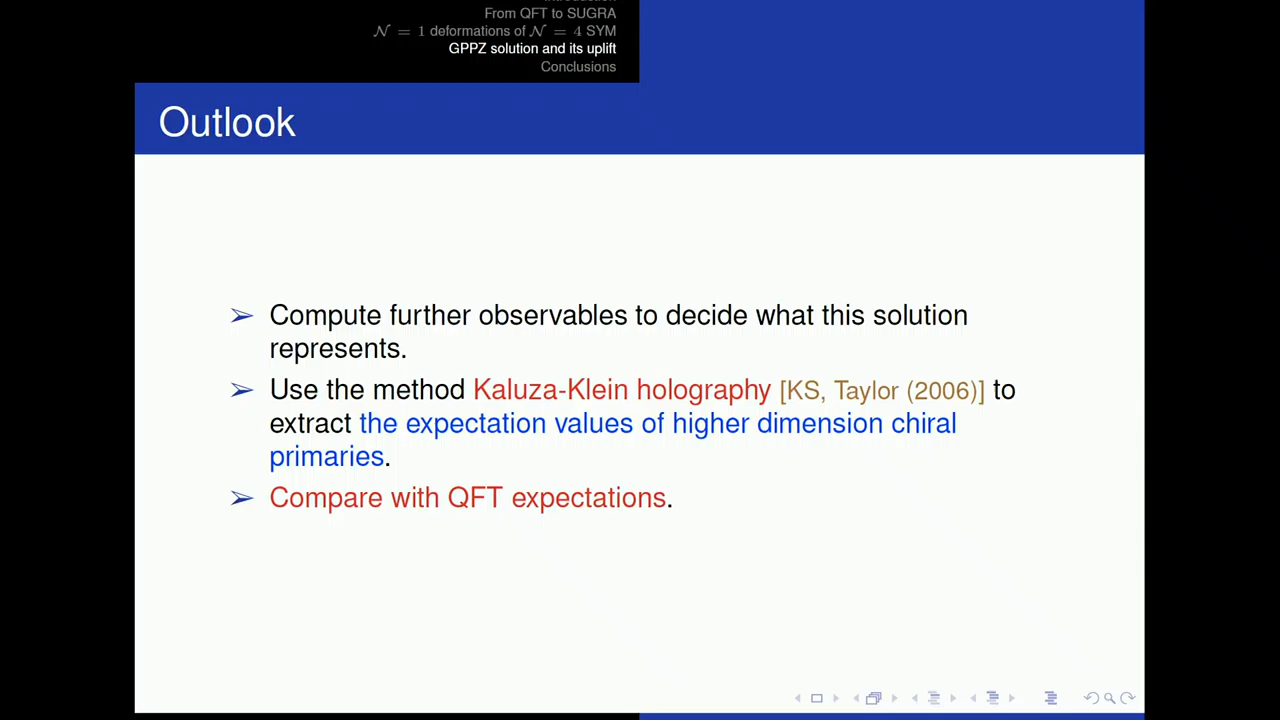 Introduction
From QFT to SUGRA
𝒩 = 1 deformations of 𝒩 = 4 SYM
GPPZ solution and its uplift
Conclusions
Outlook
➢ Compute further observables to decide what this solution
represents.
➢ Use the method Kaluza-Klein holography [KS, Taylor (2006)] to
extract the expectation values of higher dimension chiral
primaries.
➢ Compare with QFT expectations.